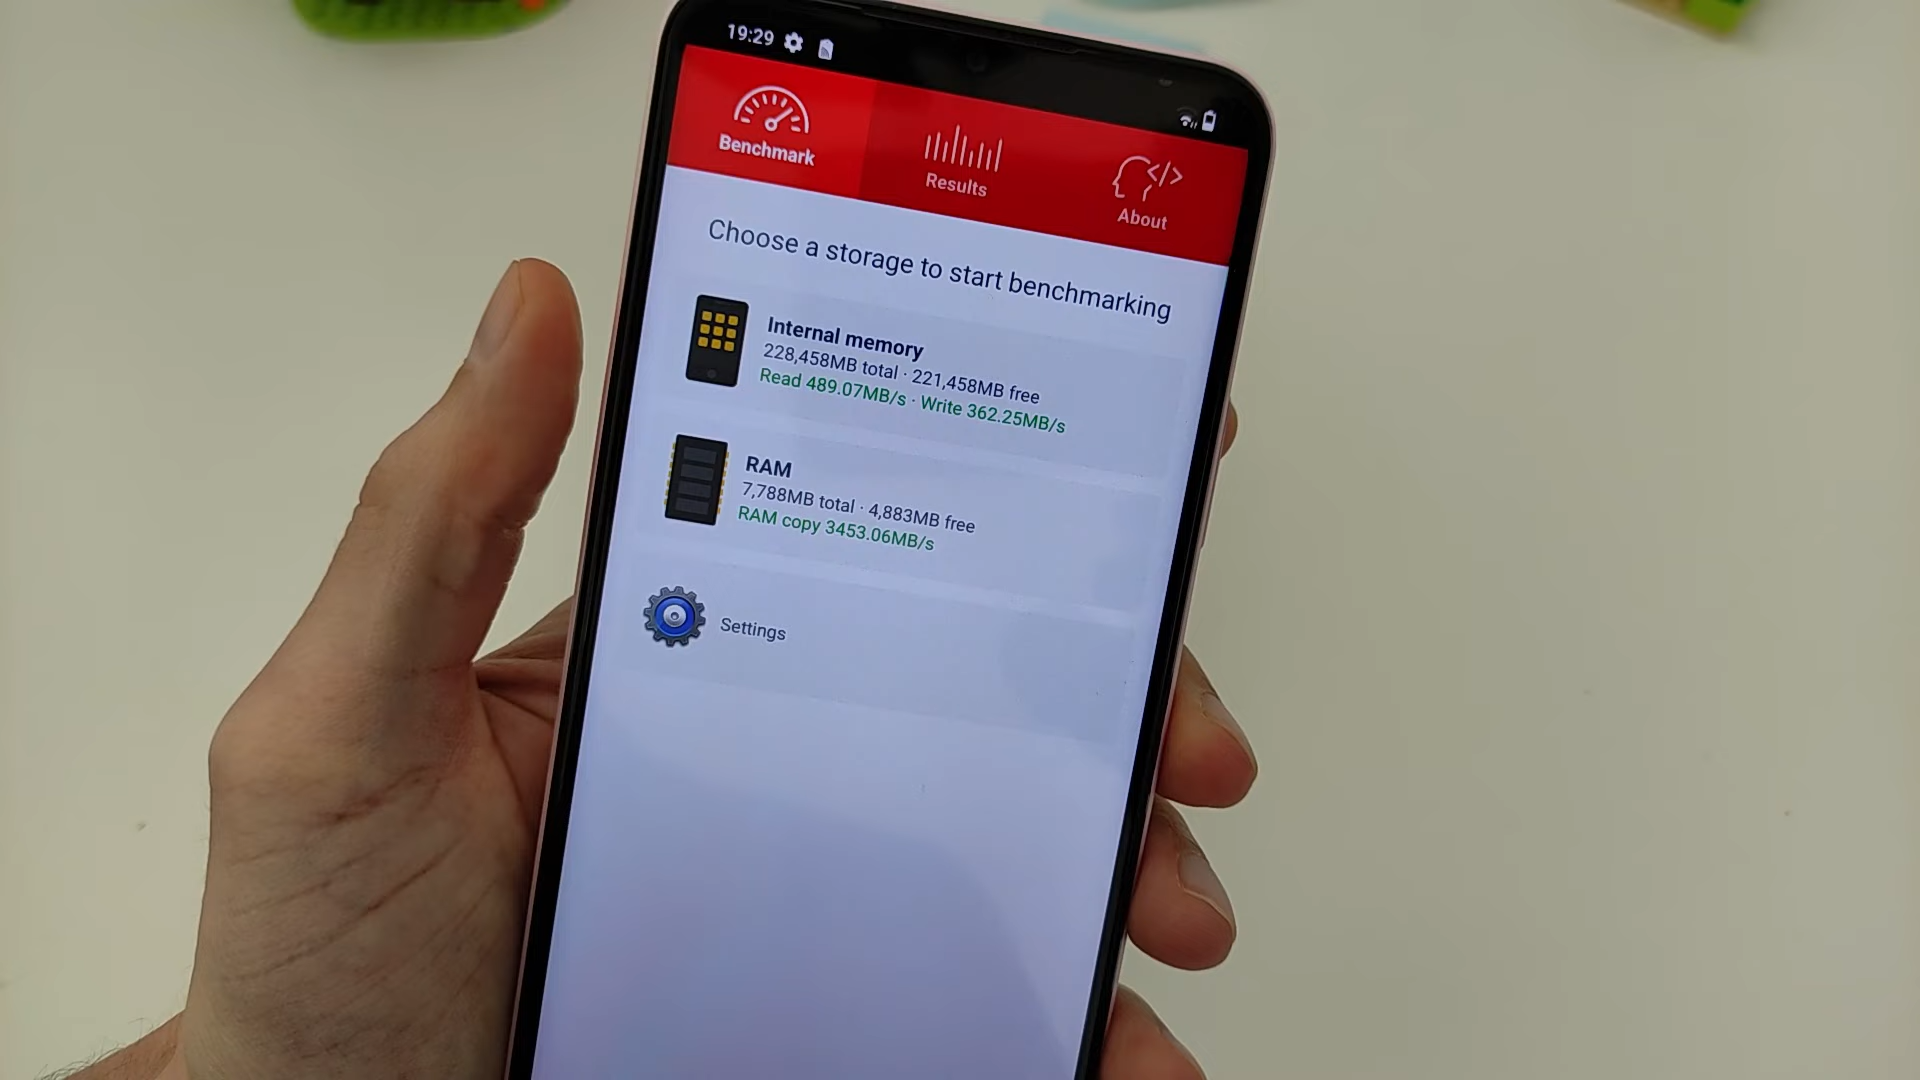 19:29
Benchmark
Results
About
Choose a storage to start benchmarking
Internal memory
228,458MB total · 221,458MB free
Read 489.07MB/s · Write 362.25MB/s
RAM
7,788MB total · 4,883MB free
RAM copy 3453.06MB/s
Settings